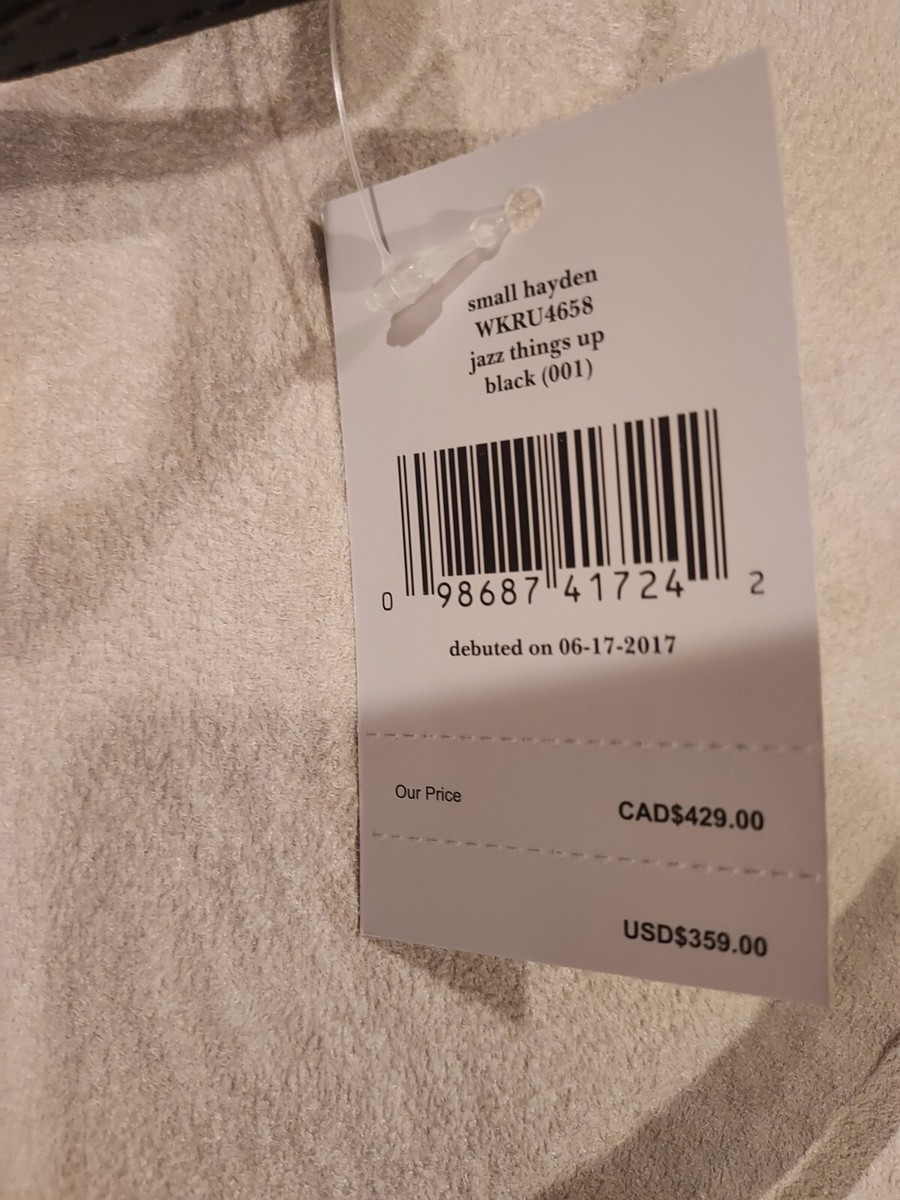 small hayden
WKRU4658
jazz things up
black (001)
0 98687 41724 2
debuted on 06-17-2017
Our Price CAD$429.00
USD$359.00